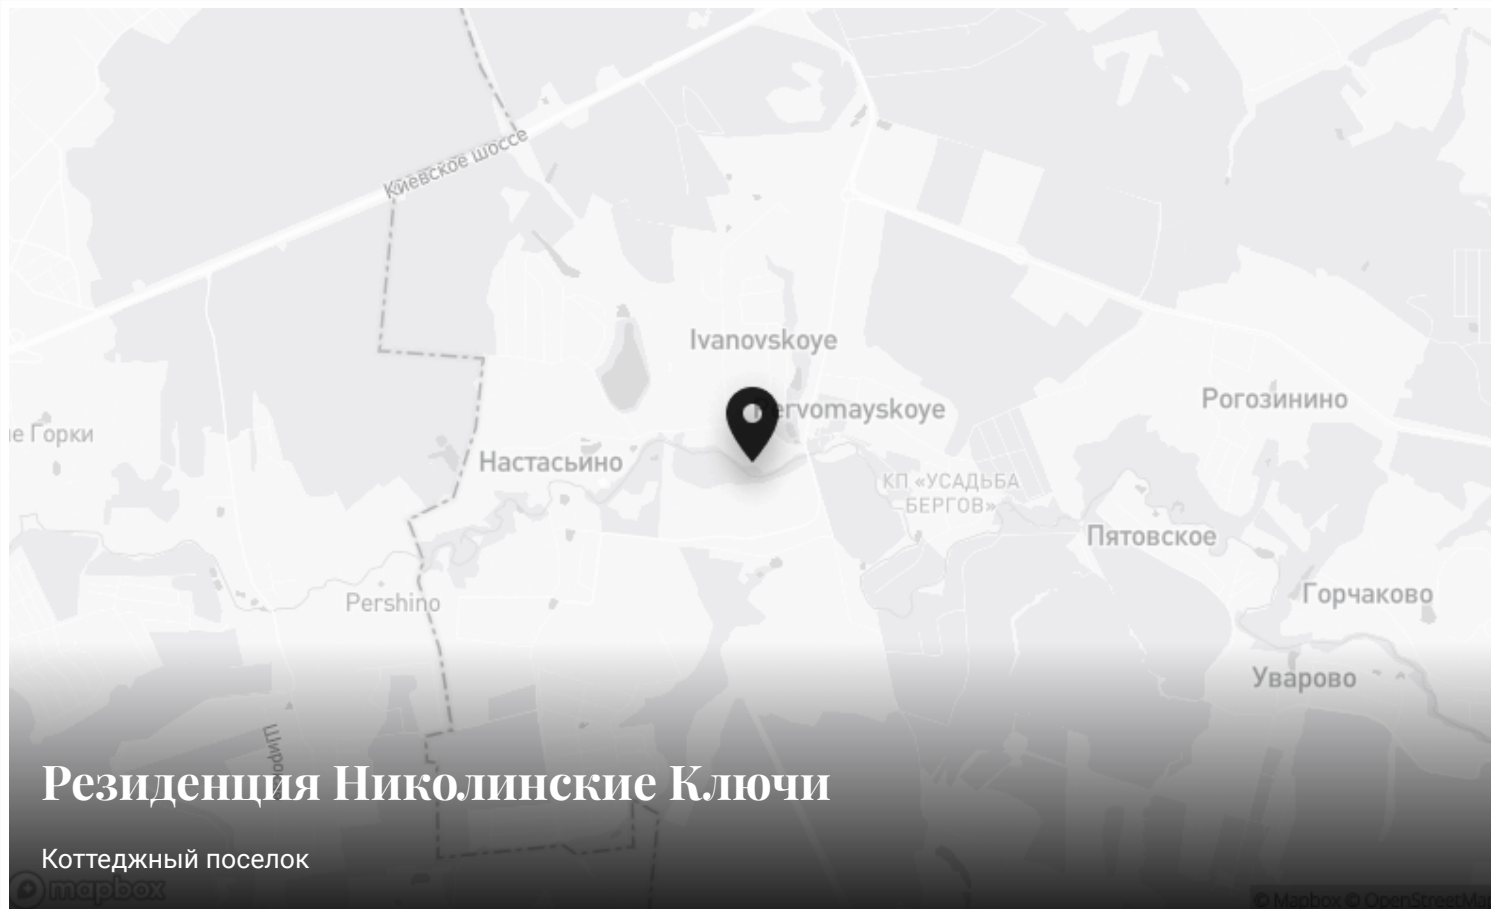 Киевское шоссе
Ivanovskoye
Рогозинино
ervomayskoye
е Горки
Настасьино
КП «УСАДЬБА
БЕРГОВ»
Пятовское
Горчаково
Pershino
Уварово
Резиденция Николинские Ключи
Коттеджный поселок
mapbox
© Mapbox © OpenStreetMa